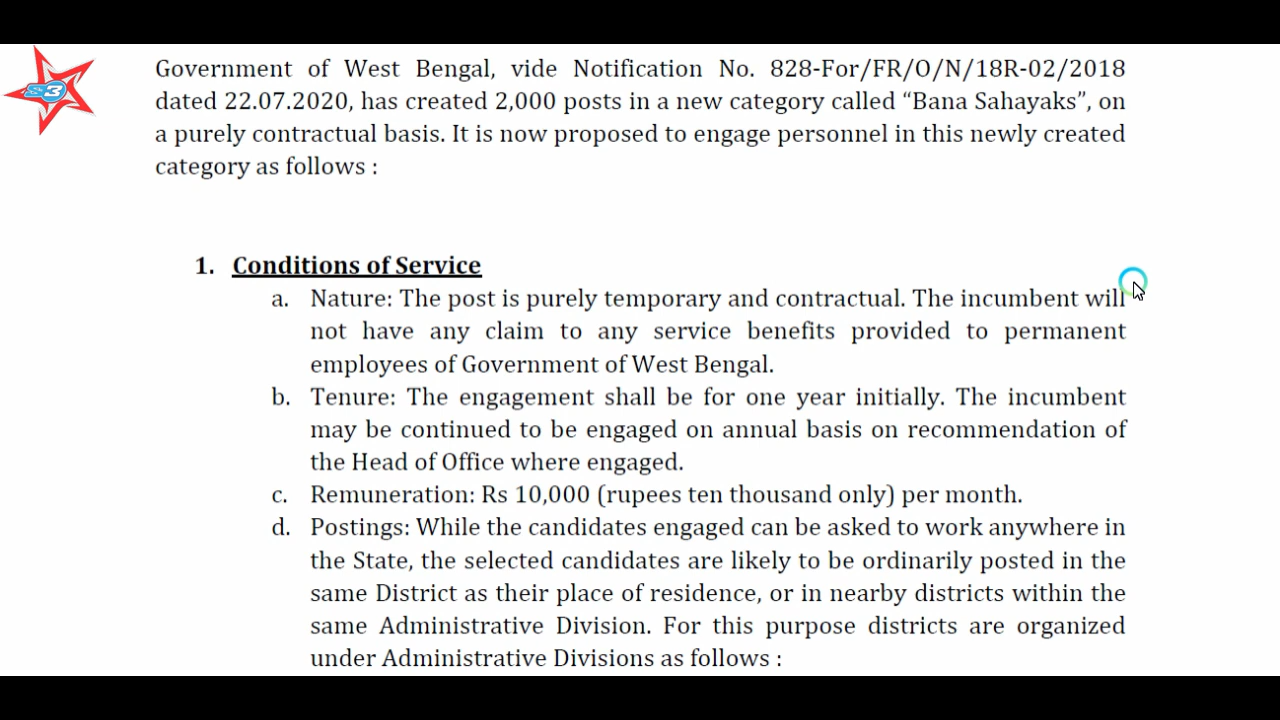 Government of West Bengal, vide Notification No. 828-For/FR/O/N/18R-02/2018
dated 22.07.2020, has created 2,000 posts in a new category called “Bana Sahayaks”, on
a purely contractual basis. It is now proposed to engage personnel in this newly created
category as follows :
1. Conditions of Service
a. Nature: The post is purely temporary and contractual. The incumbent will
not have any claim to any service benefits provided to permanent
employees of Government of West Bengal.
b. Tenure: The engagement shall be for one year initially. The incumbent
may be continued to be engaged on annual basis on recommendation of
the Head of Office where engaged.
c. Remuneration: Rs 10,000 (rupees ten thousand only) per month.
d. Postings: While the candidates engaged can be asked to work anywhere in
the State, the selected candidates are likely to be ordinarily posted in the
same District as their place of residence, or in nearby districts within the
same Administrative Division. For this purpose districts are organized
under Administrative Divisions as follows :